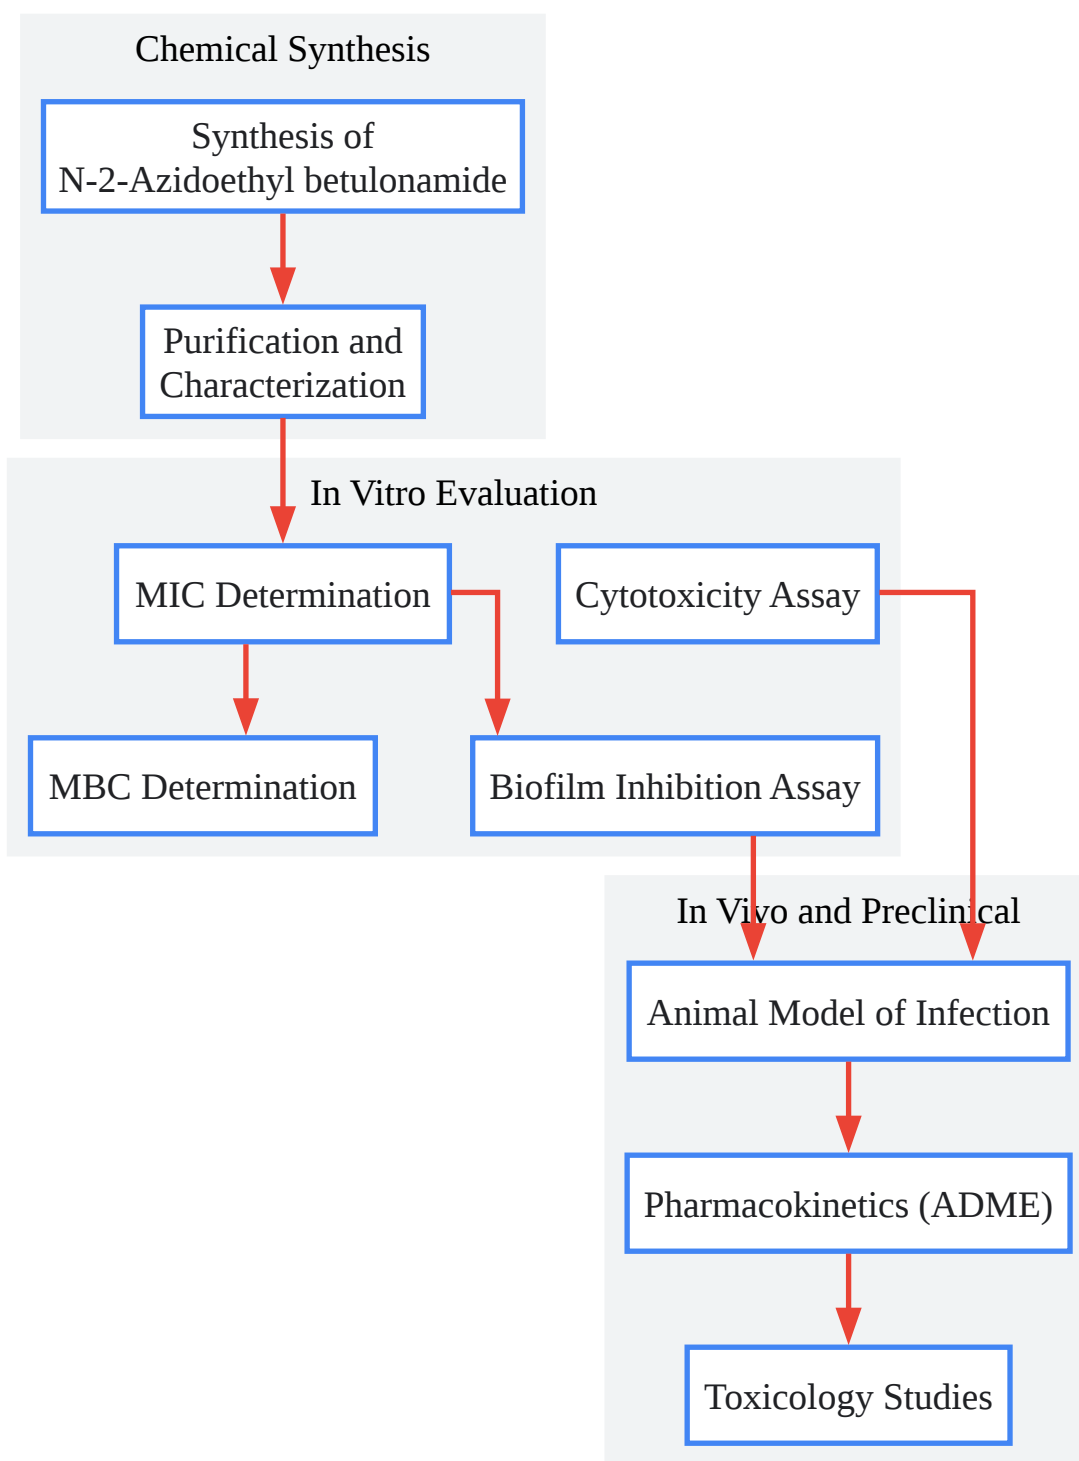 Chemical Synthesis
Synthesis of
N-2-Azidoethyl betulonamide
Purification and
Characterization
In Vitro Evaluation
MIC Determination
Cytotoxicity Assay
MBC Determination
Biofilm Inhibition Assay
In Vivo and Preclinical
Animal Model of Infection
Pharmacokinetics (ADME)
Toxicology Studies